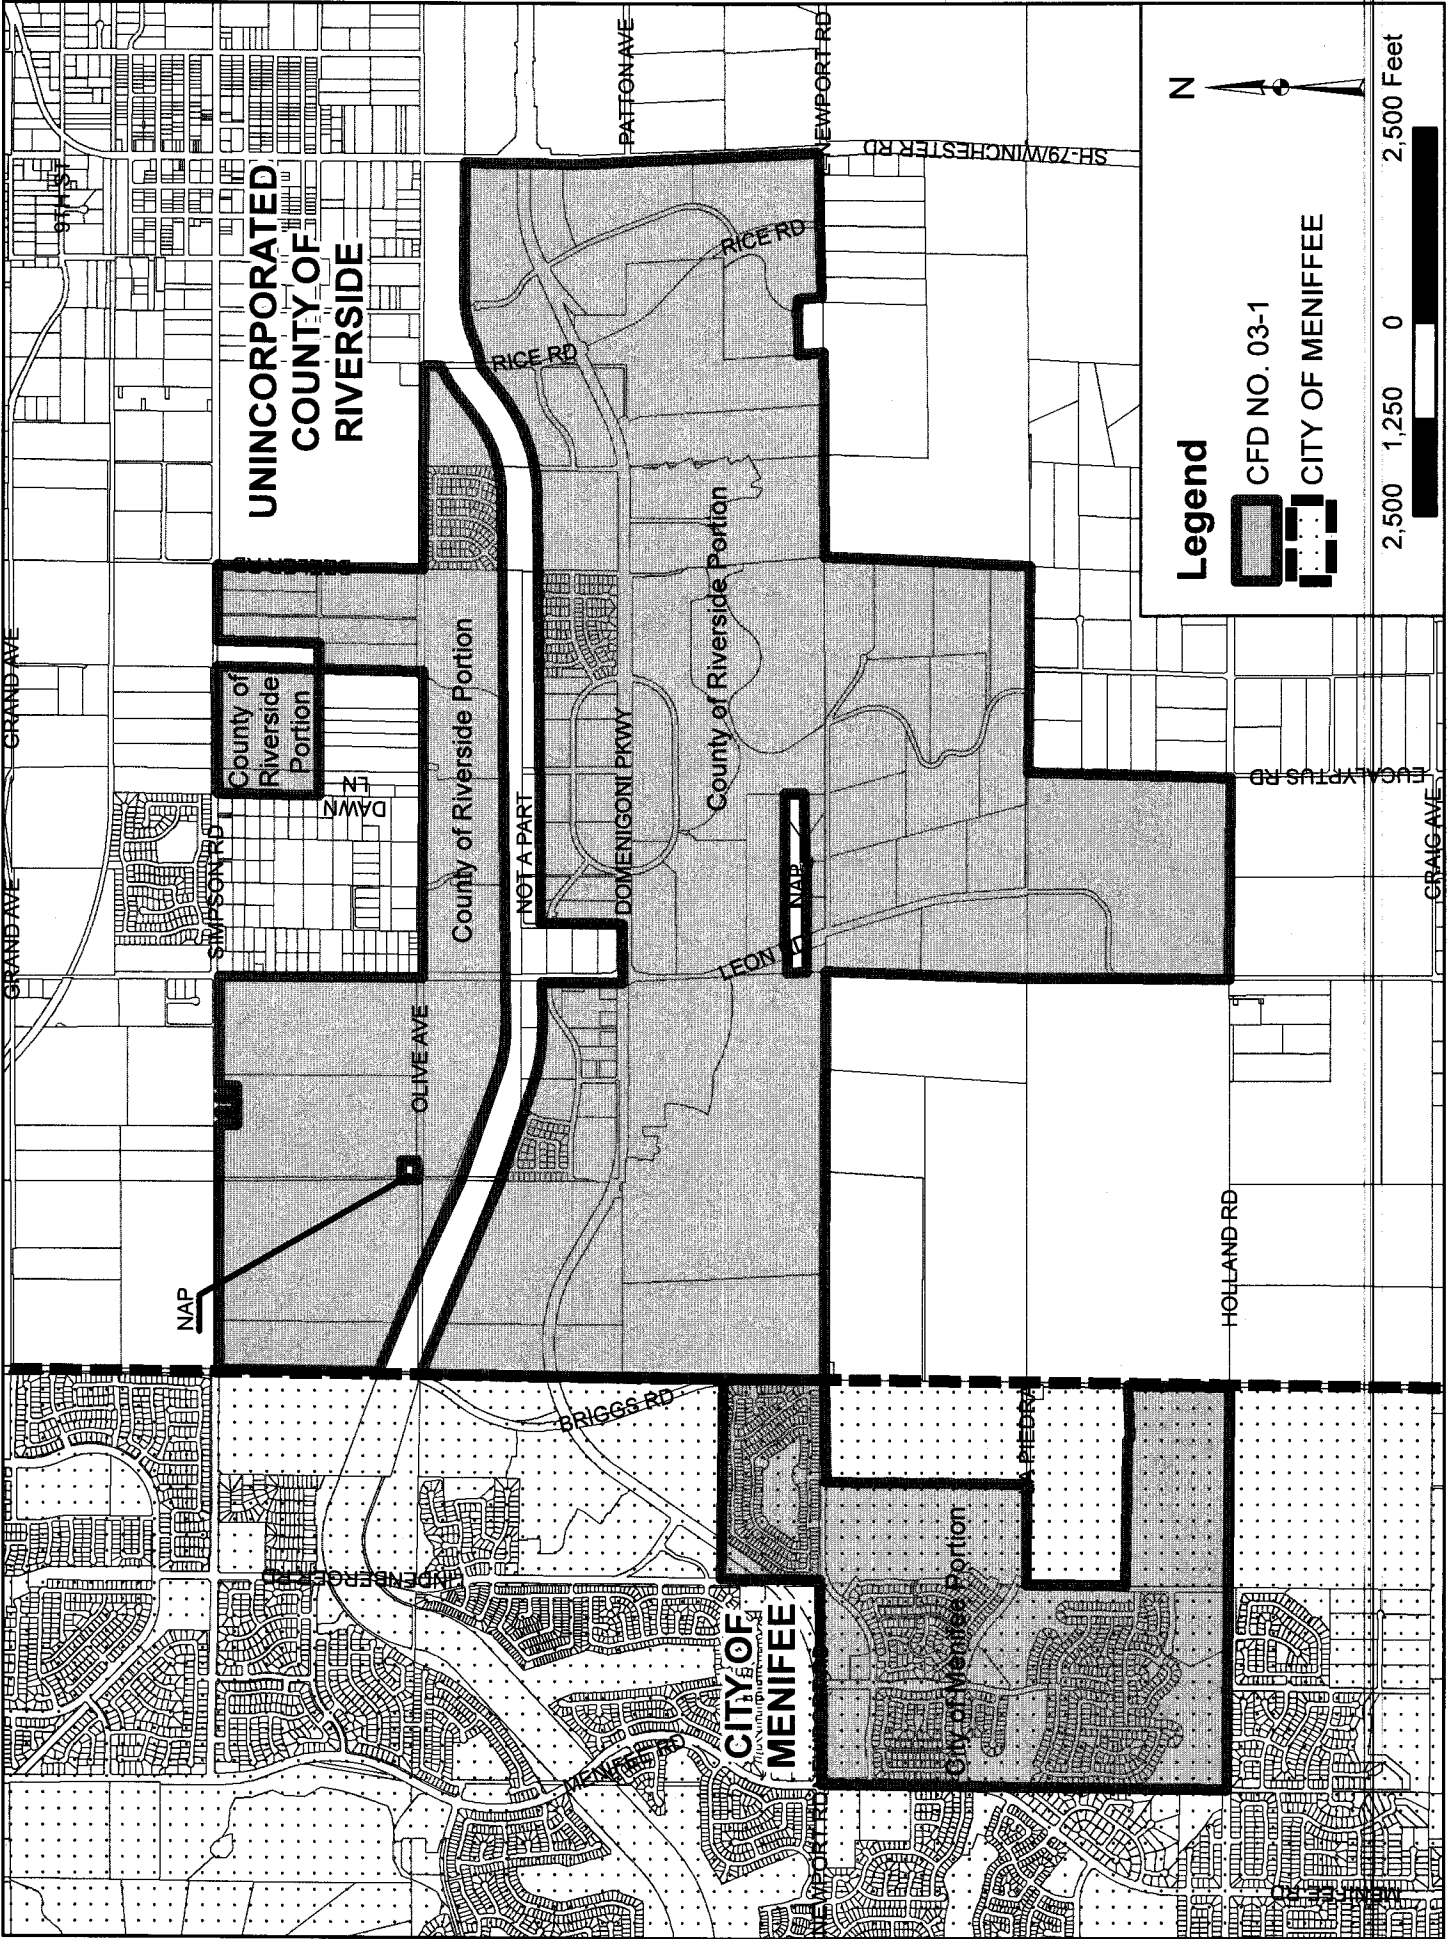 GRAND AVE
GRAND AVE
9TH ST
SIMPSON RD
BEELER RD
UNINCORPORATED
COUNTY OF
RIVERSIDE
NAP
County of
Riverside
Portion
DAWN
LN
OLIVE AVE
County of Riverside Portion
NOT A PART
RICE RD
PATTON AVE
DOMENIGONI PKWY
BRIGGS RD
MENIFEE RD
CITY OF
MENIFEE
County of Riverside Portion
RICE RD
LEON RD
NAP
NEWPORT RD
NEWPORT RD
SH-79/WINCHESTER RD
City of Menifee Portion
LA PIEDRA
HOLLAND RD
EUCALYPTUS RD
CRAIG AVE
MENIFEE RD
N
Legend
CFD NO. 03-1
CITY OF MENIFFEE
2,500 1,250 0 2,500 Feet